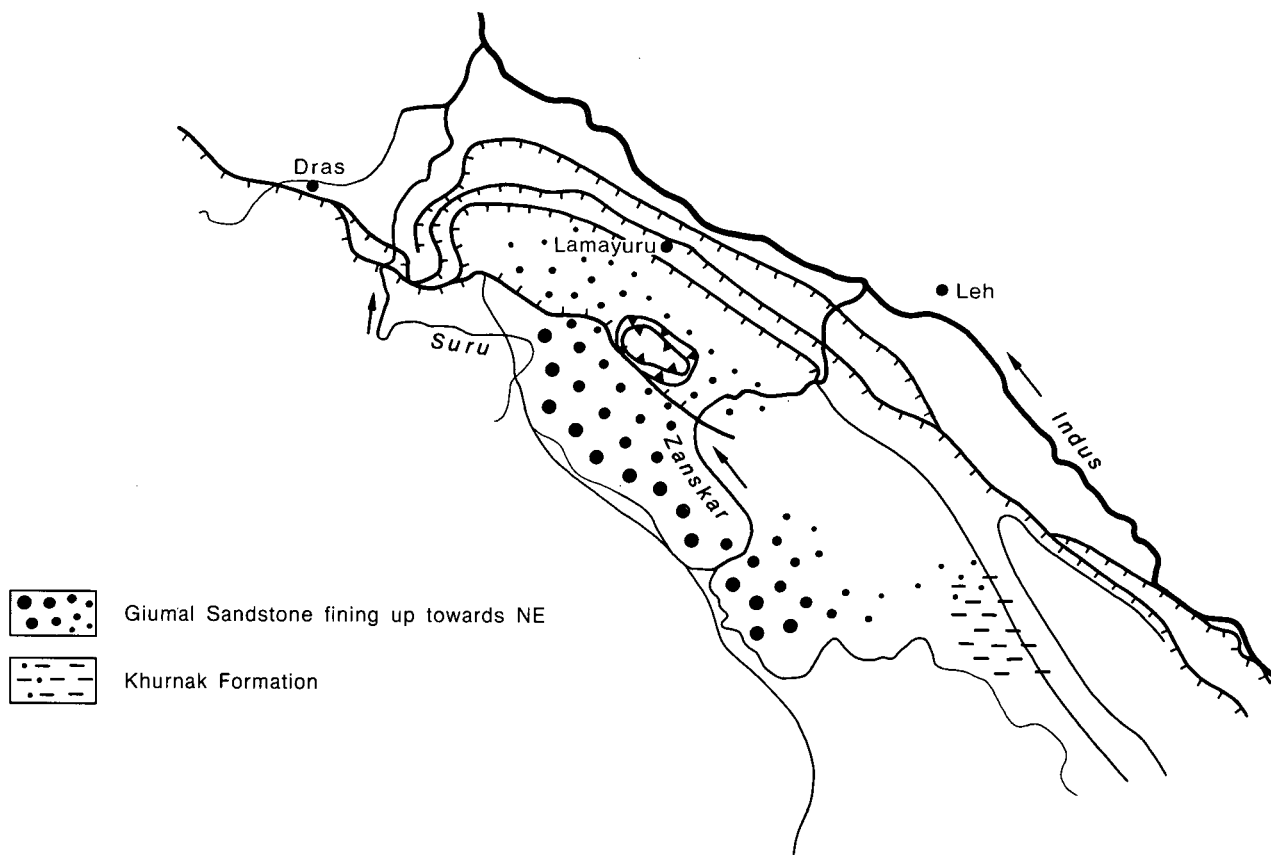 Dras
Lamayuru
Leh
Suru
Indus
Zanskar
Giumal Sandstone fining up towards NE
Khurnak Formation